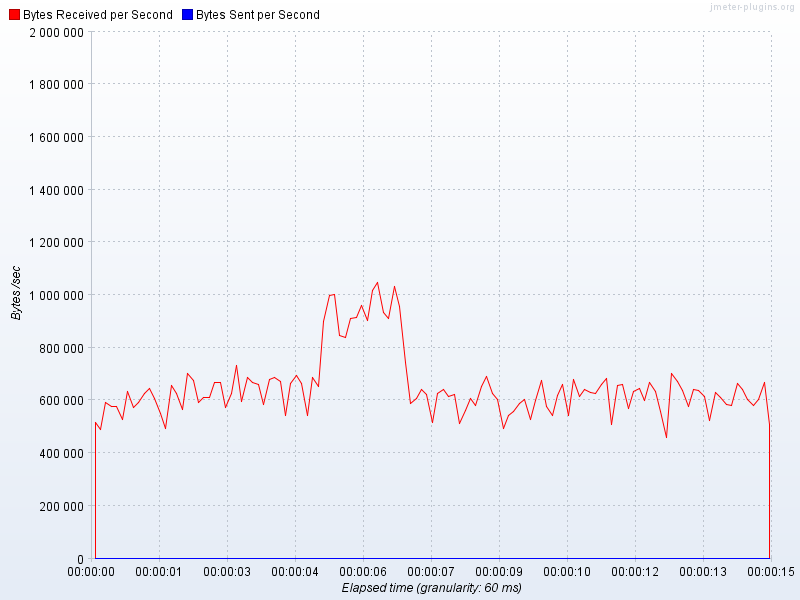 jmeter-plugins.org
Bytes Received per Second Bytes Sent per Second
2 000 000
1 800 000
1 600 000
1 400 000
1 200 000
1 000 000
800 000
600 000
400 000
200 000
0
Bytes /sec
00:00:00 00:00:01 00:00:03 00:00:04 00:00:06 00:00:07 00:00:09 00:00:10 00:00:12 00:00:13 00:00:15
Elapsed time (granularity: 60 ms)